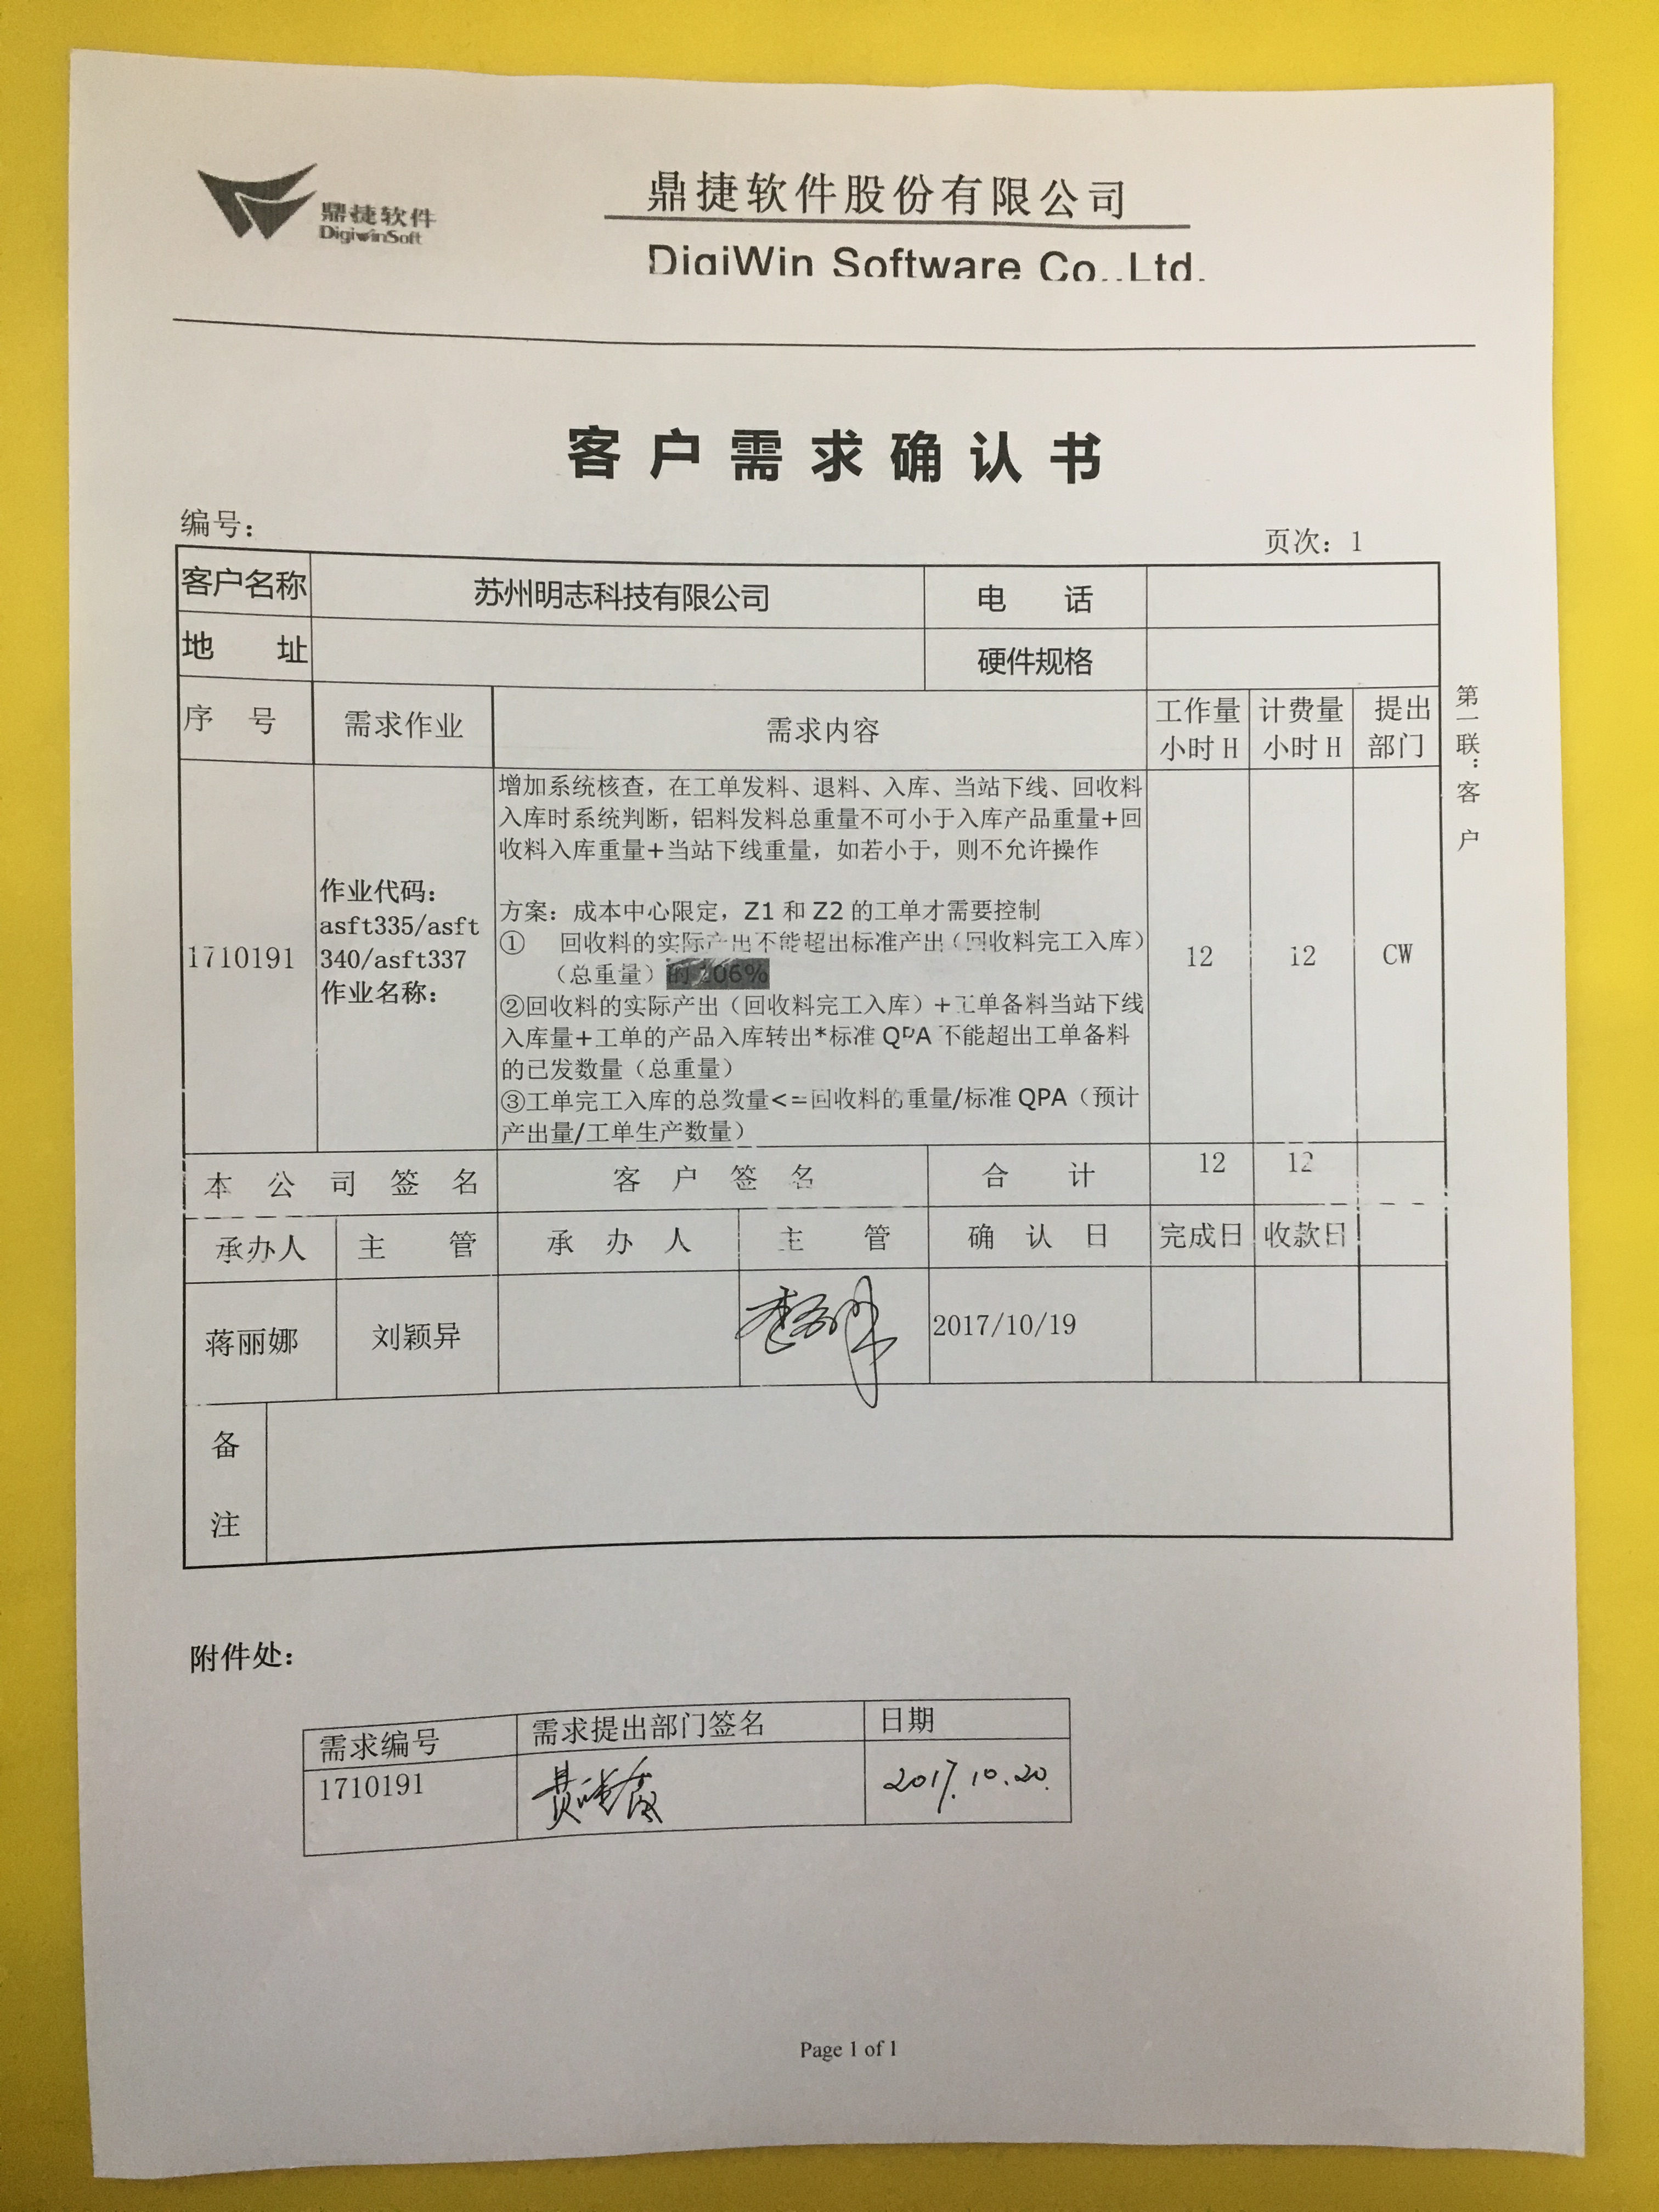 鼎捷软件
DigiwinSoft
鼎捷软件股份有限公司
DigiWin Software Co.,Ltd.
客户需求确认书
编号：
页次：1
客户名称 苏州明志科技有限公司 电 话
地 址 硬件规格
序 号 需求作业 需求内容 工作量小时H 计费量小时H 提出部门
第一联：客户
1710191
作业代码：
asft335/asft
340/asft337
作业名称：
增加系统核查，在工单发料、退料、入库、当站下线、回收料
入库时系统判断，铝料发料总重量不可小于入库产品重量+回
收料入库重量+当站下线重量，如若小于，则不允许操作
方案：成本中心限定，Z1 和 Z2 的工单才需要控制
① 回收料的实际产出不能超出标准产出（回收料完工入库）
（总重量）的
②回收料的实际产出（回收料完工入库）+工单备料当站下线
入库量+工单的产品入库转出*标准 QPA 不能超出工单备料
的已发数量（总重量）
③工单完工入库的总数量<=回收料的重量/标准 QPA（预计
产出量/工单生产数量）
12 12 CW
本 公 司 签 名 客 户 签 名 合 计 12 12
承办人 主 管 承 办 人 主 管 确 认 日 完成日 收款日
蒋丽娜 刘颖异 2017/10/19
备
注
附件处：
需求编号 需求提出部门签名 日期
1710191 2017.10.20.
Page 1 of 1